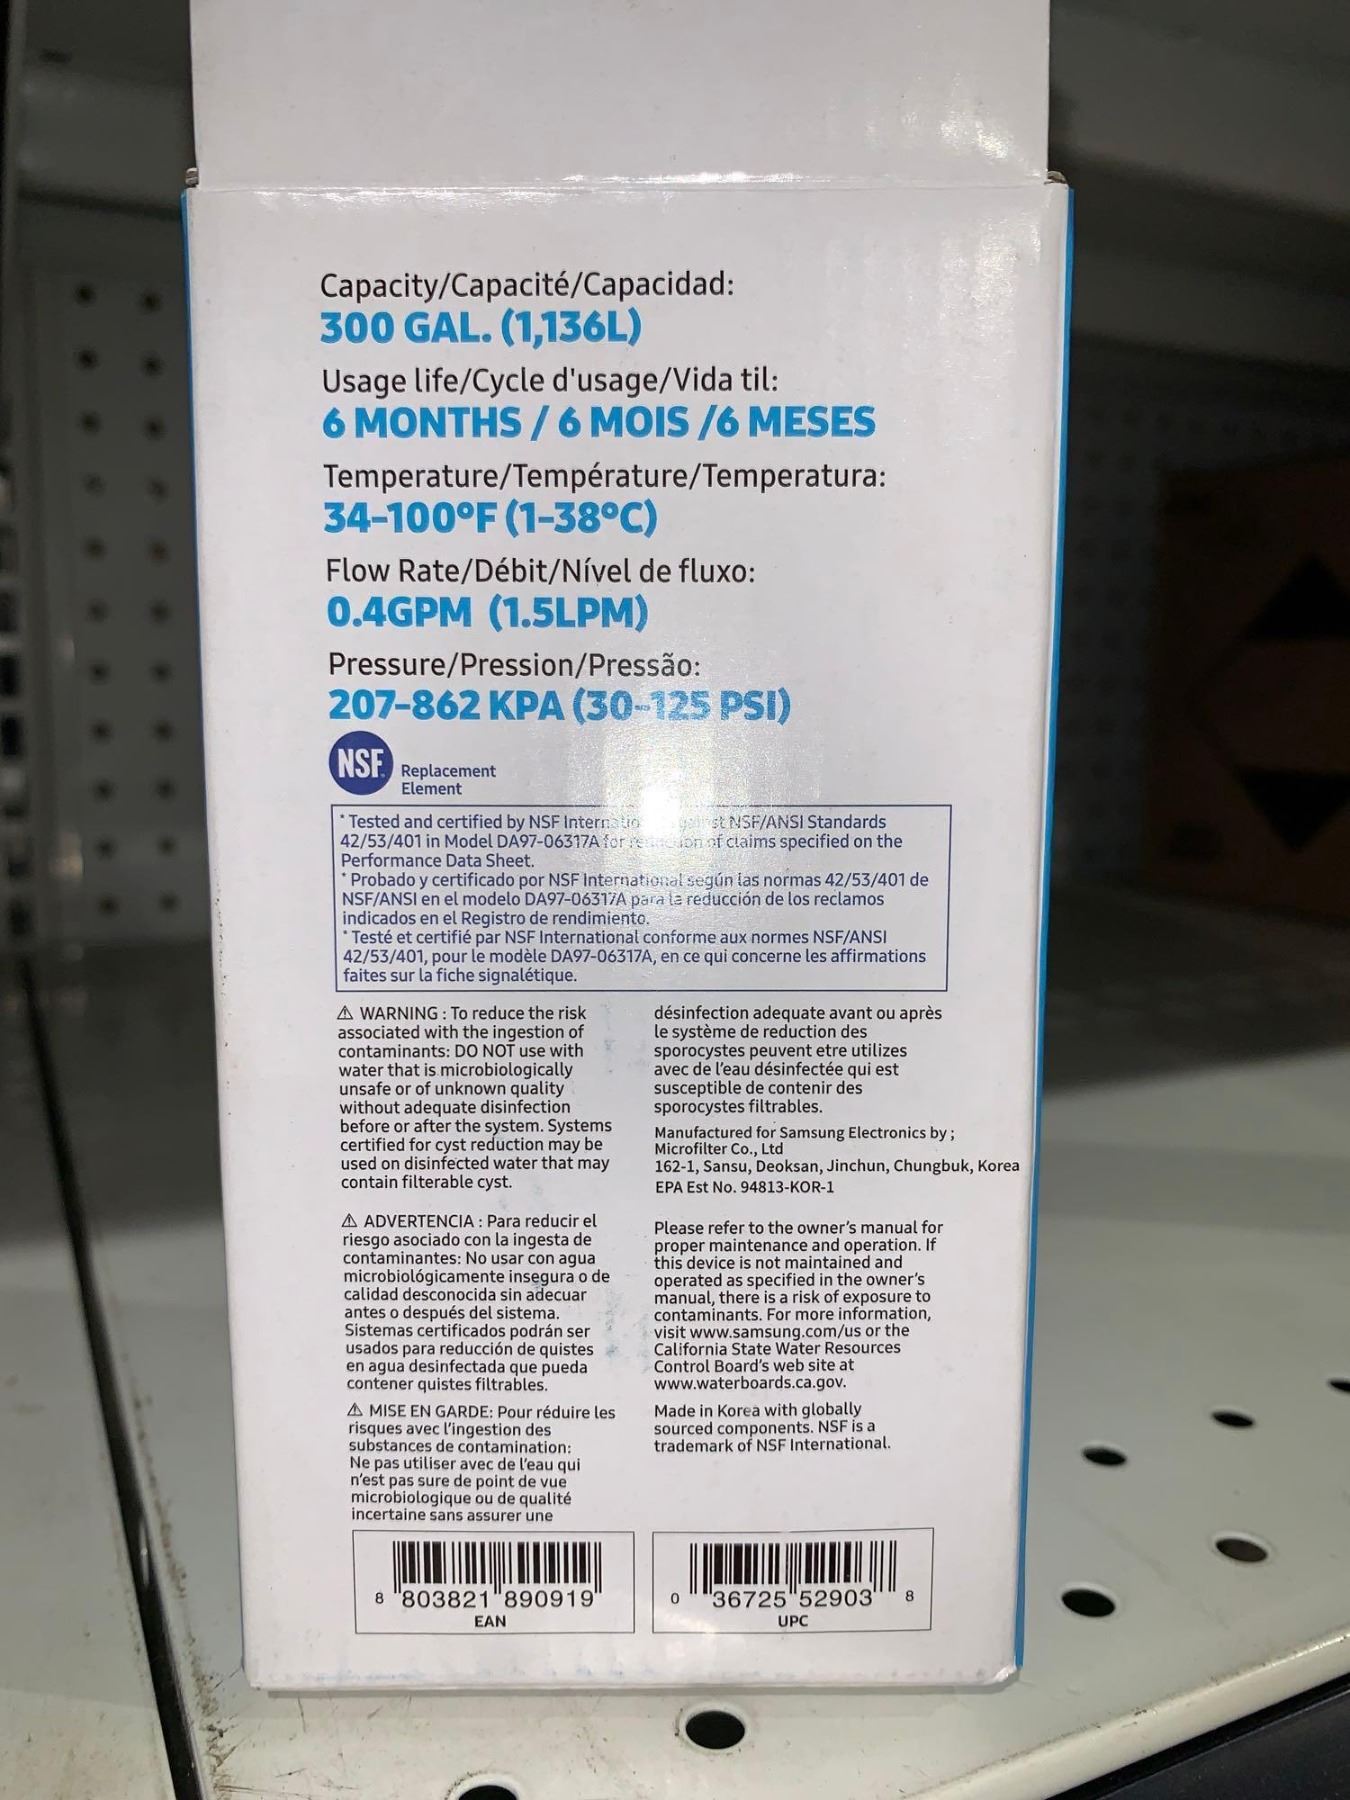 Capacity/Capacité/Capacidad:
300 GAL. (1,136L)
Usage life/Cycle d'usage/Vida til:
6 MONTHS / 6 MOIS /6 MESES
Temperature/Température/Temperatura:
34-100°F (1-38°C)
Flow Rate/Débit/Nível de fluxo:
0.4GPM (1.5LPM)
Pressure/Pression/Pressão:
207-862 KPA (30-125 PSI)
NSF
Replacement
Element
* Tested and certified by NSF International against NSF/ANSI Standards
42/53/401 in Model DA97-06317A for reduction of claims specified on the
Performance Data Sheet.
* Probado y certificado por NSF International según las normas 42/53/401 de
NSF/ANSI en el modelo DA97-06317A para la reducción de los reclamos
indicados en el Registro de rendimiento.
* Testé et certifié par NSF International conforme aux normes NSF/ANSI
42/53/401, pour le modèle DA97-06317A, en ce qui concerne les affirmations
faites sur la fiche signalétique.
⚠ WARNING : To reduce the risk
associated with the ingestion of
contaminants: DO NOT use with
water that is microbiologically
unsafe or of unknown quality
without adequate disinfection
before or after the system. Systems
certified for cyst reduction may be
used on disinfected water that may
contain filterable cyst.
⚠ ADVERTENCIA : Para reducir el
riesgo asociado con la ingesta de
contaminantes: No usar con agua
microbiológicamente insegura o de
calidad desconocida sin adecuar
antes o después del sistema.
Sistemas certificados podrán ser
usados para reducción de quistes
en agua desinfectada que pueda
contener quistes filtrables.
⚠ MISE EN GARDE: Pour réduire les
risques avec l'ingestion des
substances de contamination:
Ne pas utiliser avec de l'eau qui
n'est pas sure de point de vue
microbiologique ou de qualité
incertaine sans assurer une
désinfection adequate avant ou après
le système de reduction des
sporocystes peuvent etre utilizes
avec de l'eau désinfectée qui est
susceptible de contenir des
sporocystes filtrables.
Manufactured for Samsung Electronics by ;
Microfilter Co., Ltd
162-1, Sansu, Deoksan, Jinchun, Chungbuk, Korea
EPA Est No. 94813-KOR-1
Please refer to the owner's manual for
proper maintenance and operation. If
this device is not maintained and
operated as specified in the owner's
manual, there is a risk of exposure to
contaminants. For more information,
visit www.samsung.com/us or the
California State Water Resources
Control Board's web site at
www.waterboards.ca.gov.
Made in Korea with globally
sourced components. NSF is a
trademark of NSF International.
8 803821 890919
EAN
0 36725 52903 8
UPC